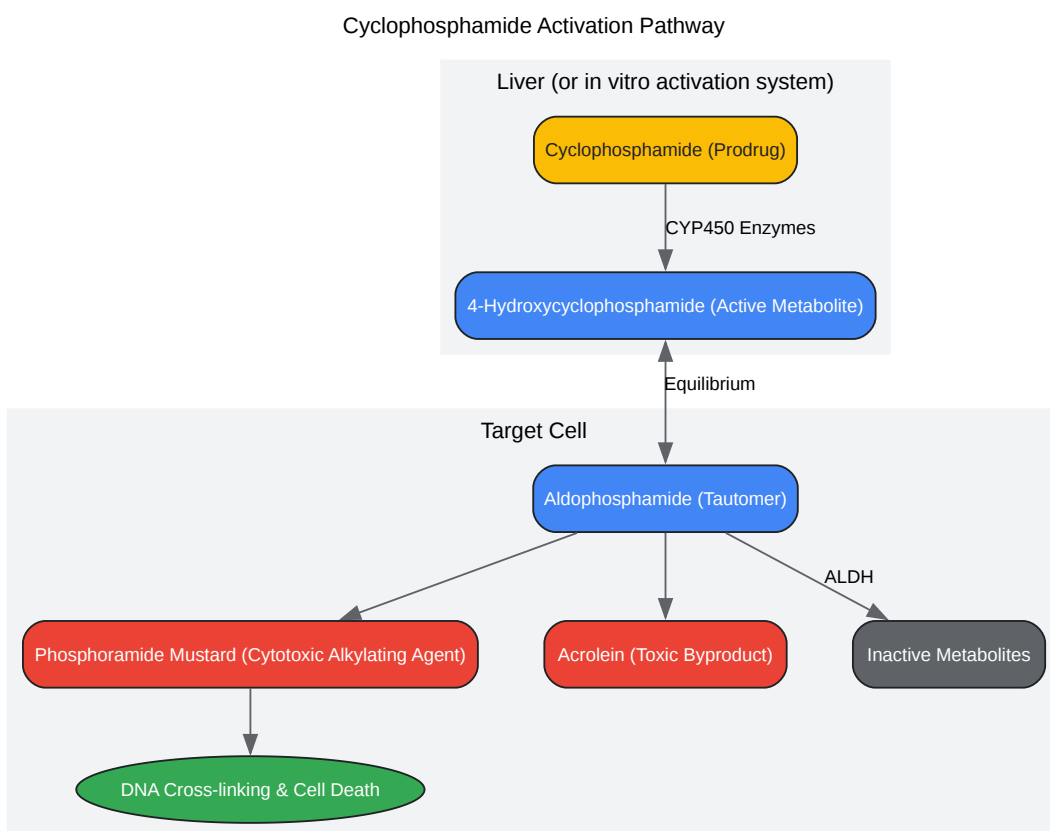 Cyclophosphamide Activation Pathway
Liver (or in vitro activation system)
Cyclophosphamide (Prodrug)
CYP450 Enzymes
4-Hydroxycyclophosphamide (Active Metabolite)
Equilibrium
Target Cell
Aldophosphamide (Tautomer)
ALDH
Phosphoramide Mustard (Cytotoxic Alkylating Agent)
Acrolein (Toxic Byproduct)
Inactive Metabolites
DNA Cross-linking & Cell Death